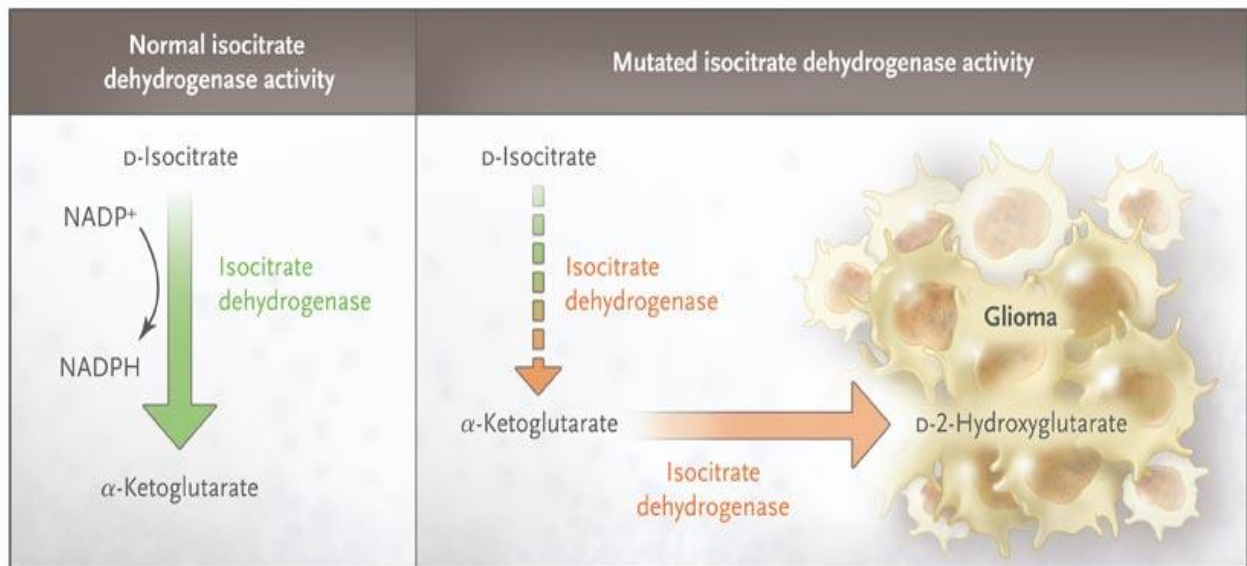 Normal isocitrate
dehydrogenase activity
Mutated isocitrate dehydrogenase activity
D-Isocitrate
NADP+
Isocitrate
dehydrogenase
NADPH
α-Ketoglutarate
D-Isocitrate
Isocitrate
dehydrogenase
α-Ketoglutarate
Isocitrate
dehydrogenase
Glioma
D-2-Hydroxyglutarate